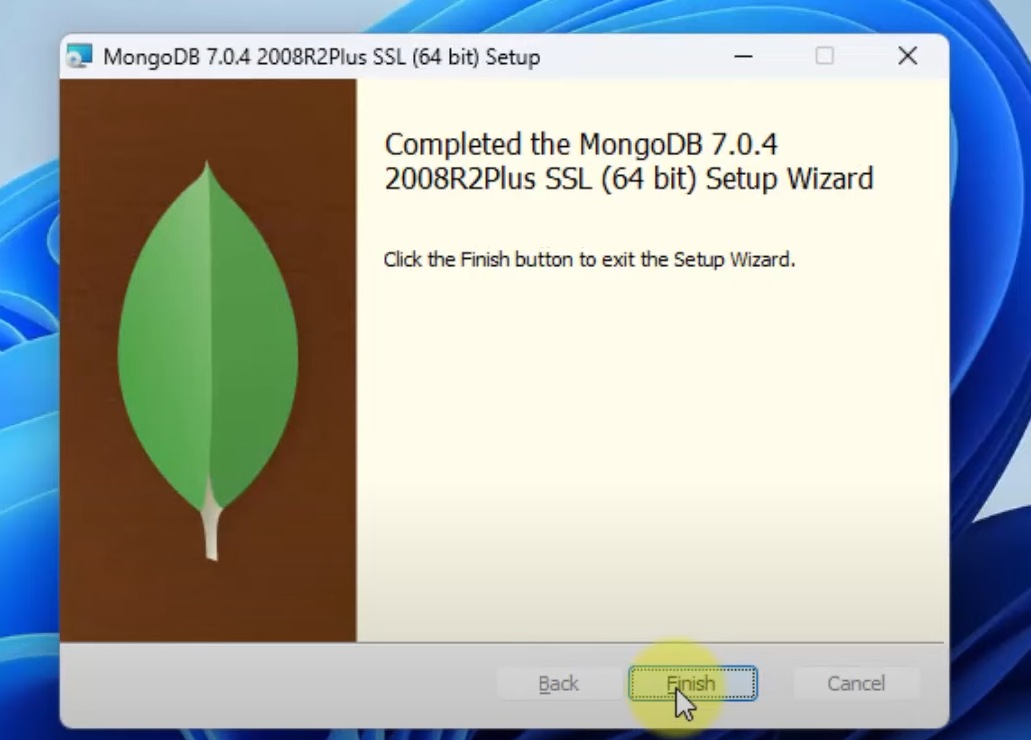 MongoDB 7.0.4 2008R2Plus SSL (64 bit) Setup
Completed the MongoDB 7.0.4
2008R2Plus SSL (64 bit) Setup Wizard
Click the Finish button to exit the Setup Wizard.
Back
Finish
Cancel